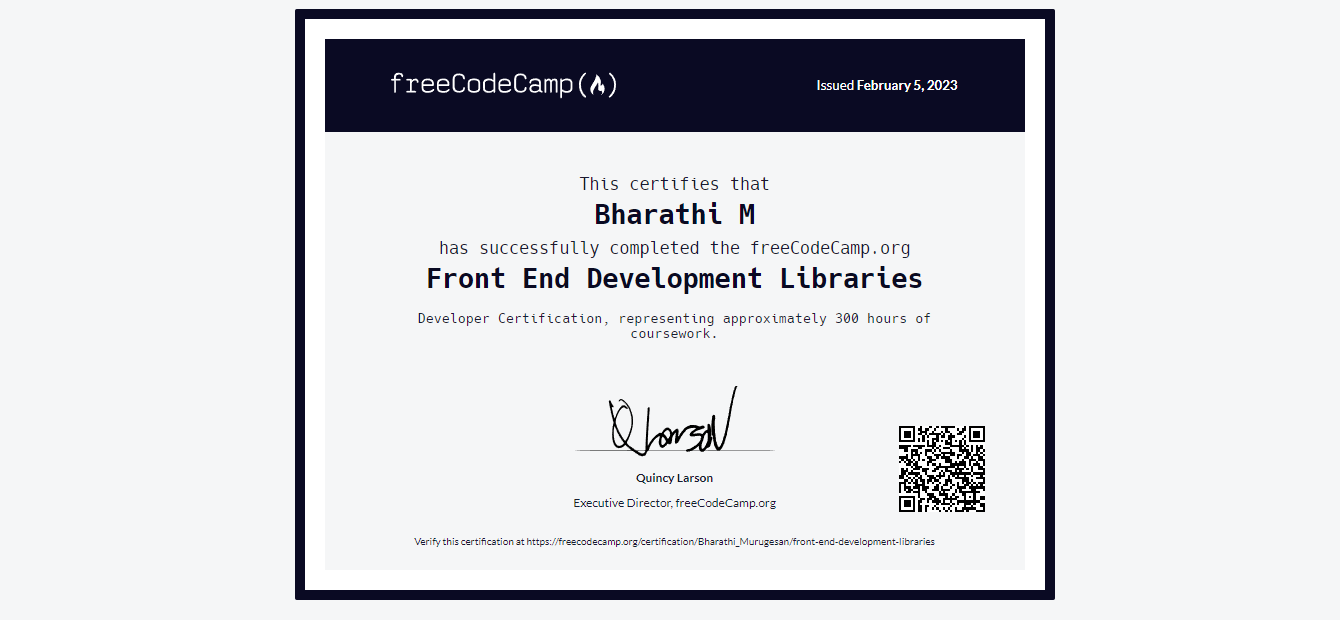 freeCodeCamp(🔥)
Issued February 5, 2023
This certifies that
Bharathi M
has successfully completed the freeCodeCamp.org
Front End Development Libraries
Developer Certification, representing approximately 300 hours of
coursework.
Q Larson
Quincy Larson
Executive Director, freeCodeCamp.org
Verify this certification at https://freecodecamp.org/certification/Bharathi_Murugesan/front-end-development-libraries